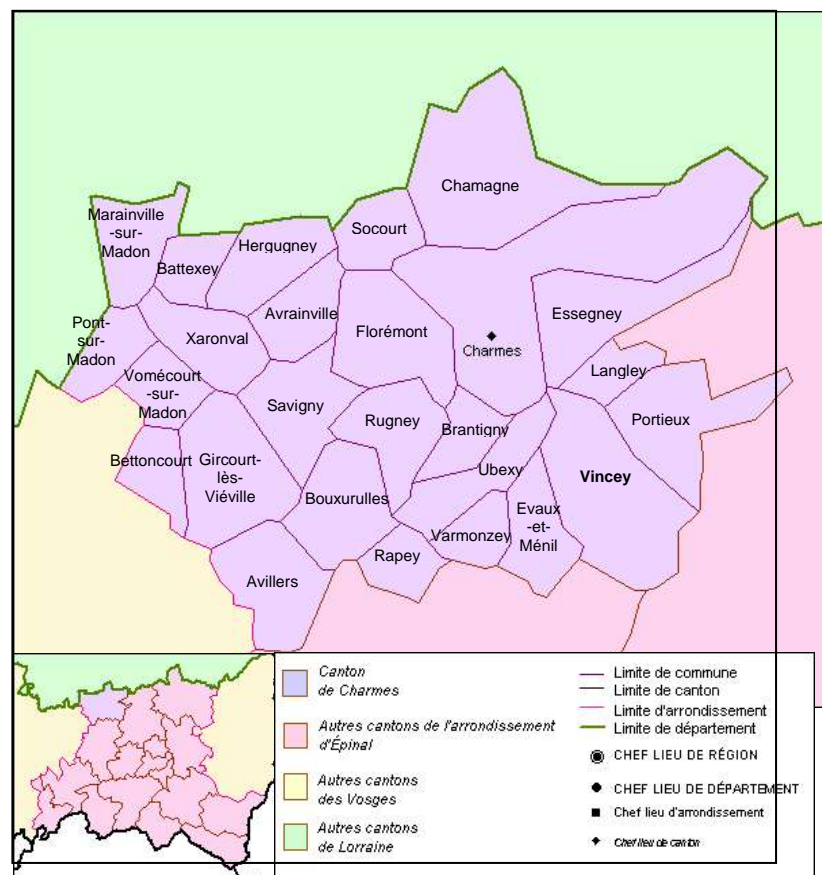 Chamagne
Marainville
-sur-
Madon
Socourt
Hergugney
Battexey
Essegney
Avrainville
Pont-
sur-
Madon
Xaronval
Florémont
Charmes
Langley
Vomécourt
-sur-
Madon
Savigny
Rugney
Brantigny
Portieux
Bettoncourt
Gircourt-
lès-
Viéville
Ubexy
Vincey
Bouxurulles
Evaux
-et-
Ménil
Varmonzey
Rapey
Avillers
Canton
de Charmes
Autres cantons de l'arrondissement
d'Épinal
Autres cantons
des Vosges
Autres cantons
de Lorraine
Limite de commune
Limite de canton
Limite d'arrondissement
Limite de département
CHEF LIEU DE RÉGION
CHEF LIEU DE DÉPARTEMENT
Chef lieu d'arrondissement
Chef lieu de canton